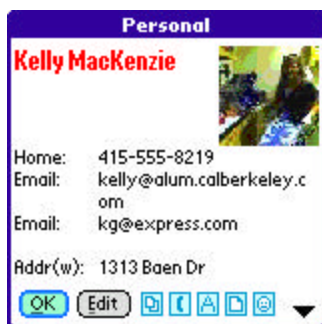 Personal
Kelly MacKenzie
Home: 415-555-8219
Email: kelly@alum.calberkeley.c
om
Email: kg@express.com
Addr(w): 1313 Baen Dr
OK Edit